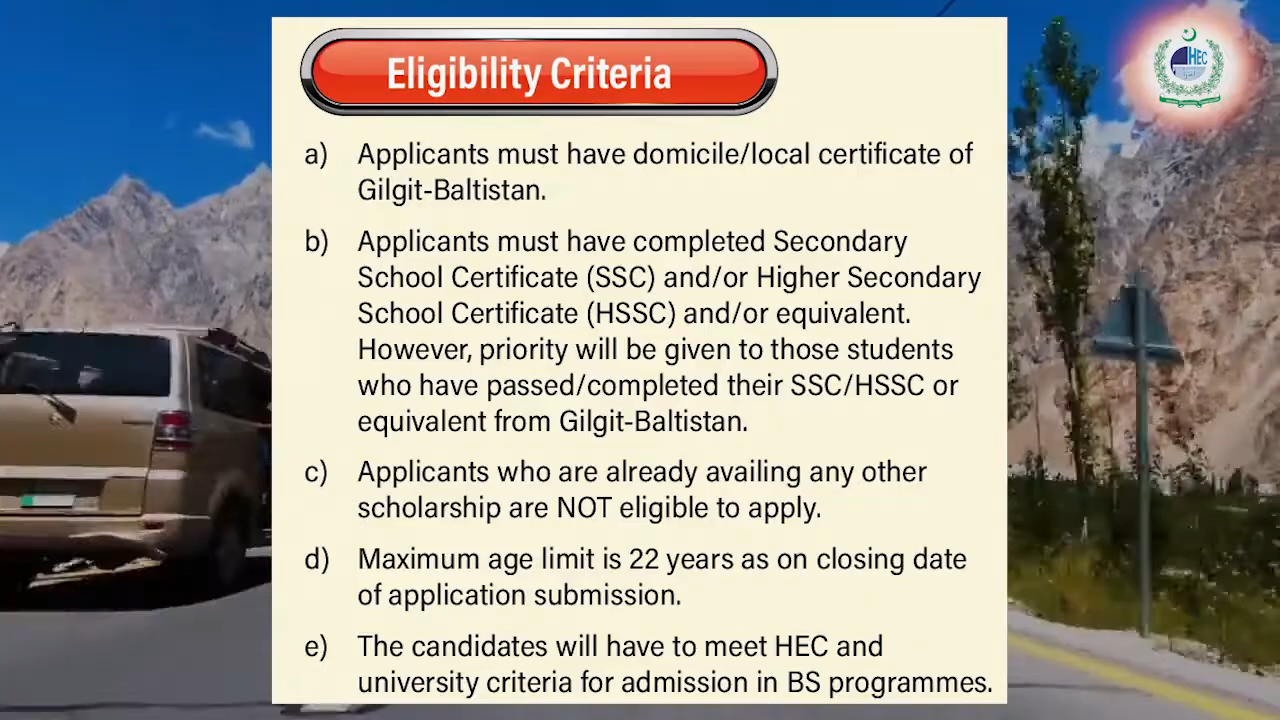 HEC
Eligibility Criteria
a) Applicants must have domicile/local certificate of
Gilgit-Baltistan.
b) Applicants must have completed Secondary
School Certificate (SSC) and/or Higher Secondary
School Certificate (HSSC) and/or equivalent.
However, priority will be given to those students
who have passed/completed their SSC/HSSC or
equivalent from Gilgit-Baltistan.
c) Applicants who are already availing any other
scholarship are NOT eligible to apply.
d) Maximum age limit is 22 years as on closing date
of application submission.
e) The candidates will have to meet HEC and
university criteria for admission in BS programmes.